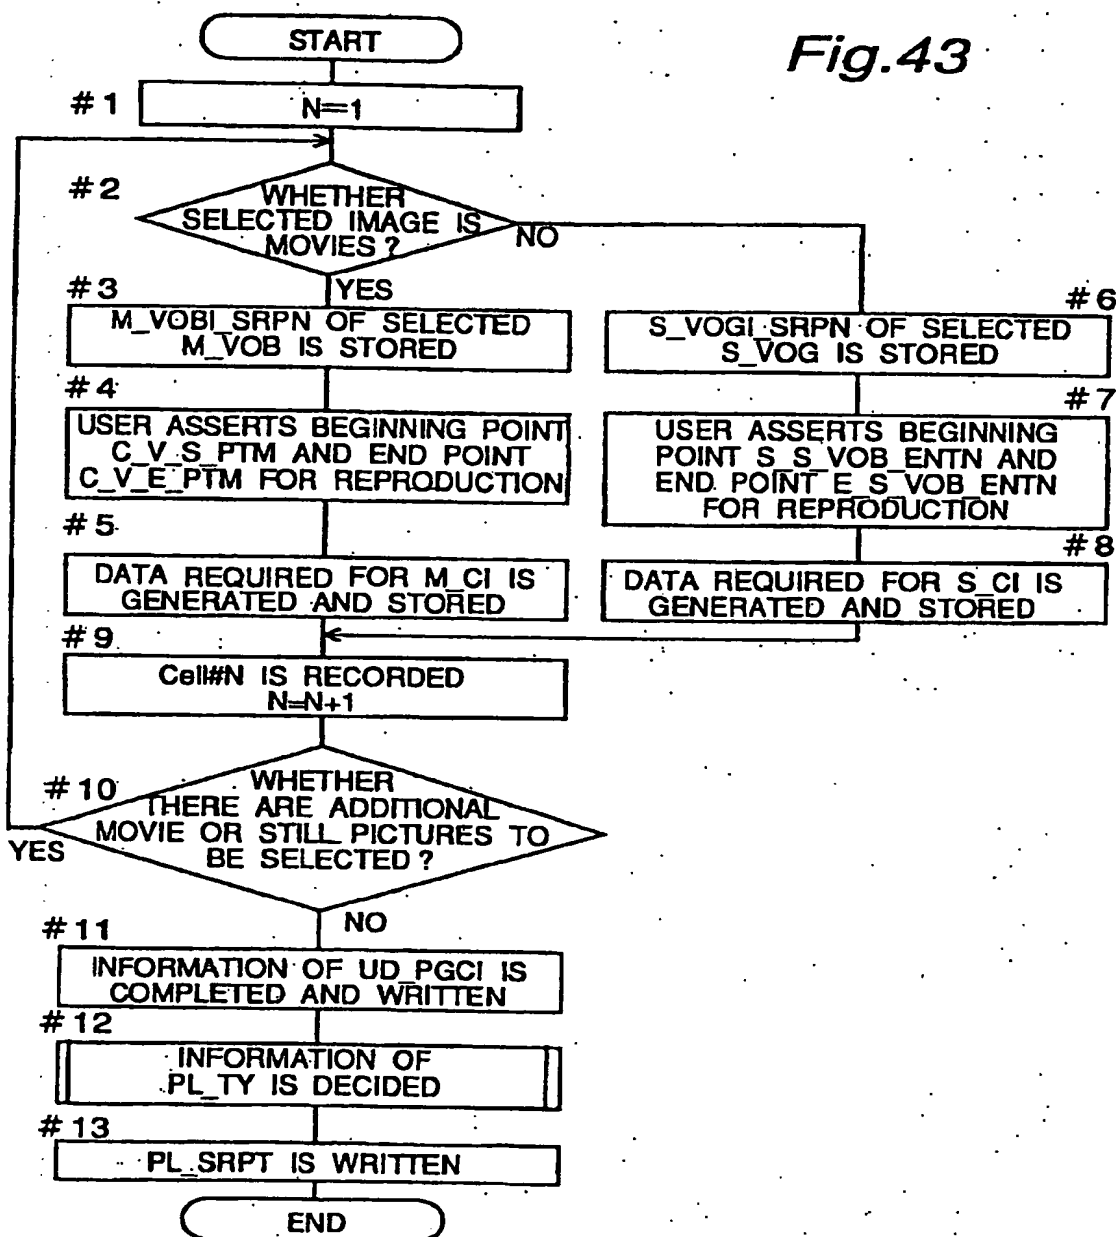 Fig.43
START
#1
N=1
#2
WHETHER
SELECTED IMAGE IS
MOVIES?
NO
YES
#3
M_VOBI_SRPN OF SELECTED
M_VOB IS STORED
#4
USER ASSERTS BEGINNING POINT
C_V_S_PTM AND END POINT
C_V_E_PTM FOR REPRODUCTION
#5
DATA REQUIRED FOR M_CI IS
GENERATED AND STORED
#6
S_VOGI_SRPN OF SELECTED
S_VOG IS STORED
#7
USER ASSERTS BEGINNING
POINT S_S_VOB_ENTN AND
END POINT E_S_VOB_ENTN
FOR REPRODUCTION
#8
DATA REQUIRED FOR S_CI IS
GENERATED AND STORED
#9
Cell#N IS RECORDED
N=N+1
#10
WHETHER
THERE ARE ADDITIONAL
MOVIE OR STILL PICTURES TO
BE SELECTED?
YES
NO
#11
INFORMATION OF UD_PGCI IS
COMPLETED AND WRITTEN
#12
INFORMATION OF
PL_TY IS DECIDED
#13
PL_SRPT IS WRITTEN
END